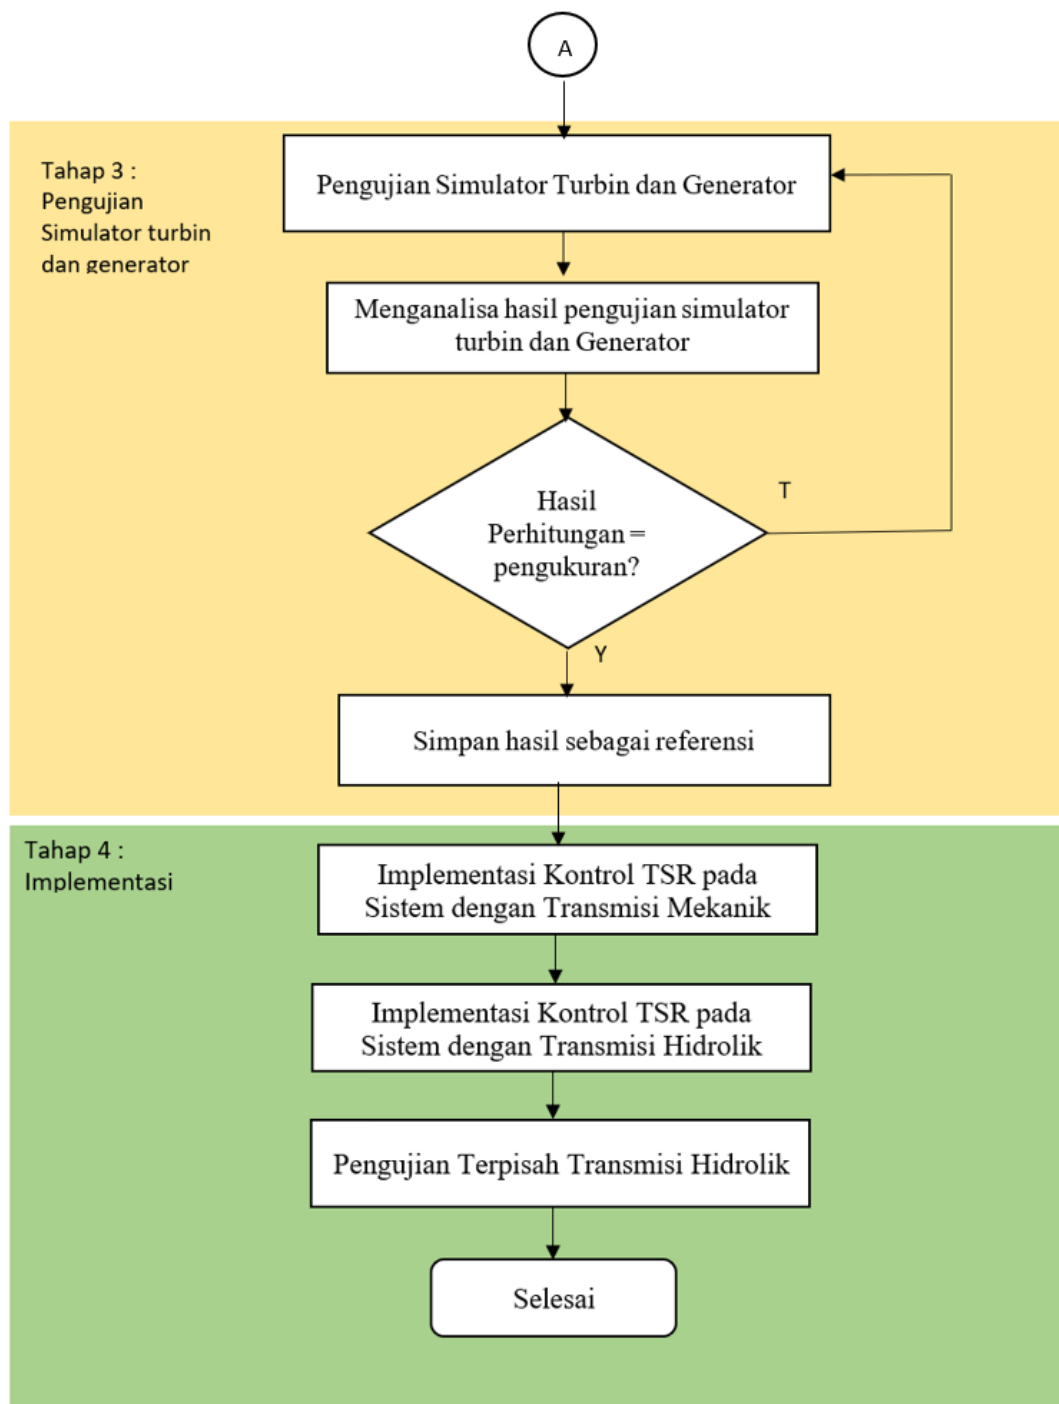 A
Tahap 3 :
Pengujian
Simulator turbin
dan generator
Pengujian Simulator Turbin dan Generator
Menganalisa hasil pengujian simulator
turbin dan Generator
Hasil
Perhitungan =
pengukuran?
T
Y
Simpan hasil sebagai referensi
Tahap 4 :
Implementasi
Implementasi Kontrol TSR pada
Sistem dengan Transmisi Mekanik
Implementasi Kontrol TSR pada
Sistem dengan Transmisi Hidrolik
Pengujian Terpisah Transmisi Hidrolik
Selesai